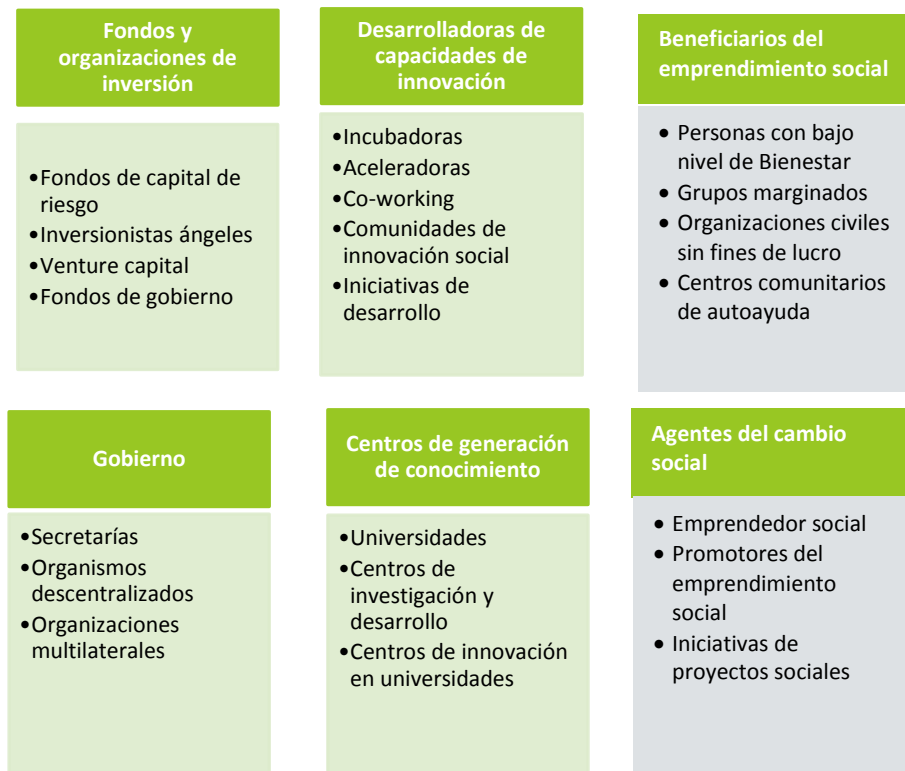 Fondos y
organizaciones de
inversión
•Fondos de capital de
riesgo
•Inversionistas ángeles
•Venture capital
•Fondos de gobierno
Desarrolladoras de
capacidades de
innovación
•Incubadoras
•Aceleradoras
•Co-working
•Comunidades de
innovación social
•Iniciativas de
desarrollo
Beneficiarios del
emprendimiento social
• Personas con bajo
nivel de Bienestar
• Grupos marginados
• Organizaciones civiles
sin fines de lucro
• Centros comunitarios
de autoayuda
Gobierno
•Secretarías
•Organismos
descentralizados
•Organizaciones
multilaterales
Centros de generación
de conocimiento
•Universidades
•Centros de
investigación y
desarrollo
•Centros de innovación
en universidades
Agentes del cambio
social
• Emprendedor social
• Promotores del
emprendimiento
social
• Iniciativas de
proyectos sociales